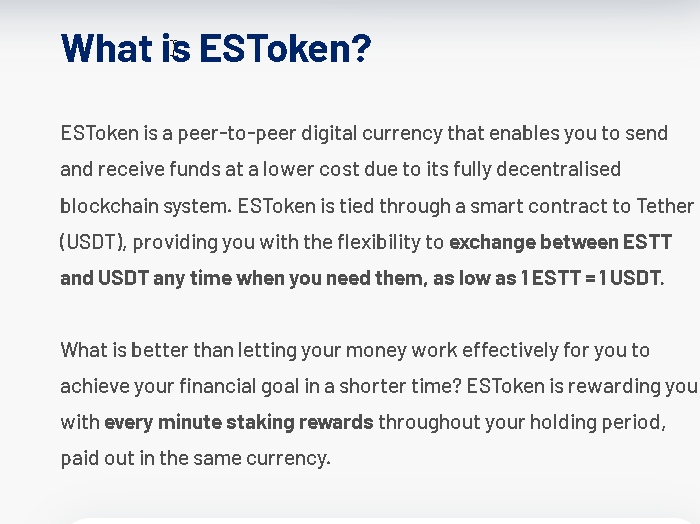 What is ESToken?
ESToken is a peer-to-peer digital currency that enables you to send
and receive funds at a lower cost due to its fully decentralised
blockchain system. ESToken is tied through a smart contract to Tether
(USDT), providing you with the flexibility to exchange between ESTT
and USDT any time when you need them, as low as 1 ESTT = 1 USDT.
What is better than letting your money work effectively for you to
achieve your financial goal in a shorter time? ESToken is rewarding you
with every minute staking rewards throughout your holding period,
paid out in the same currency.